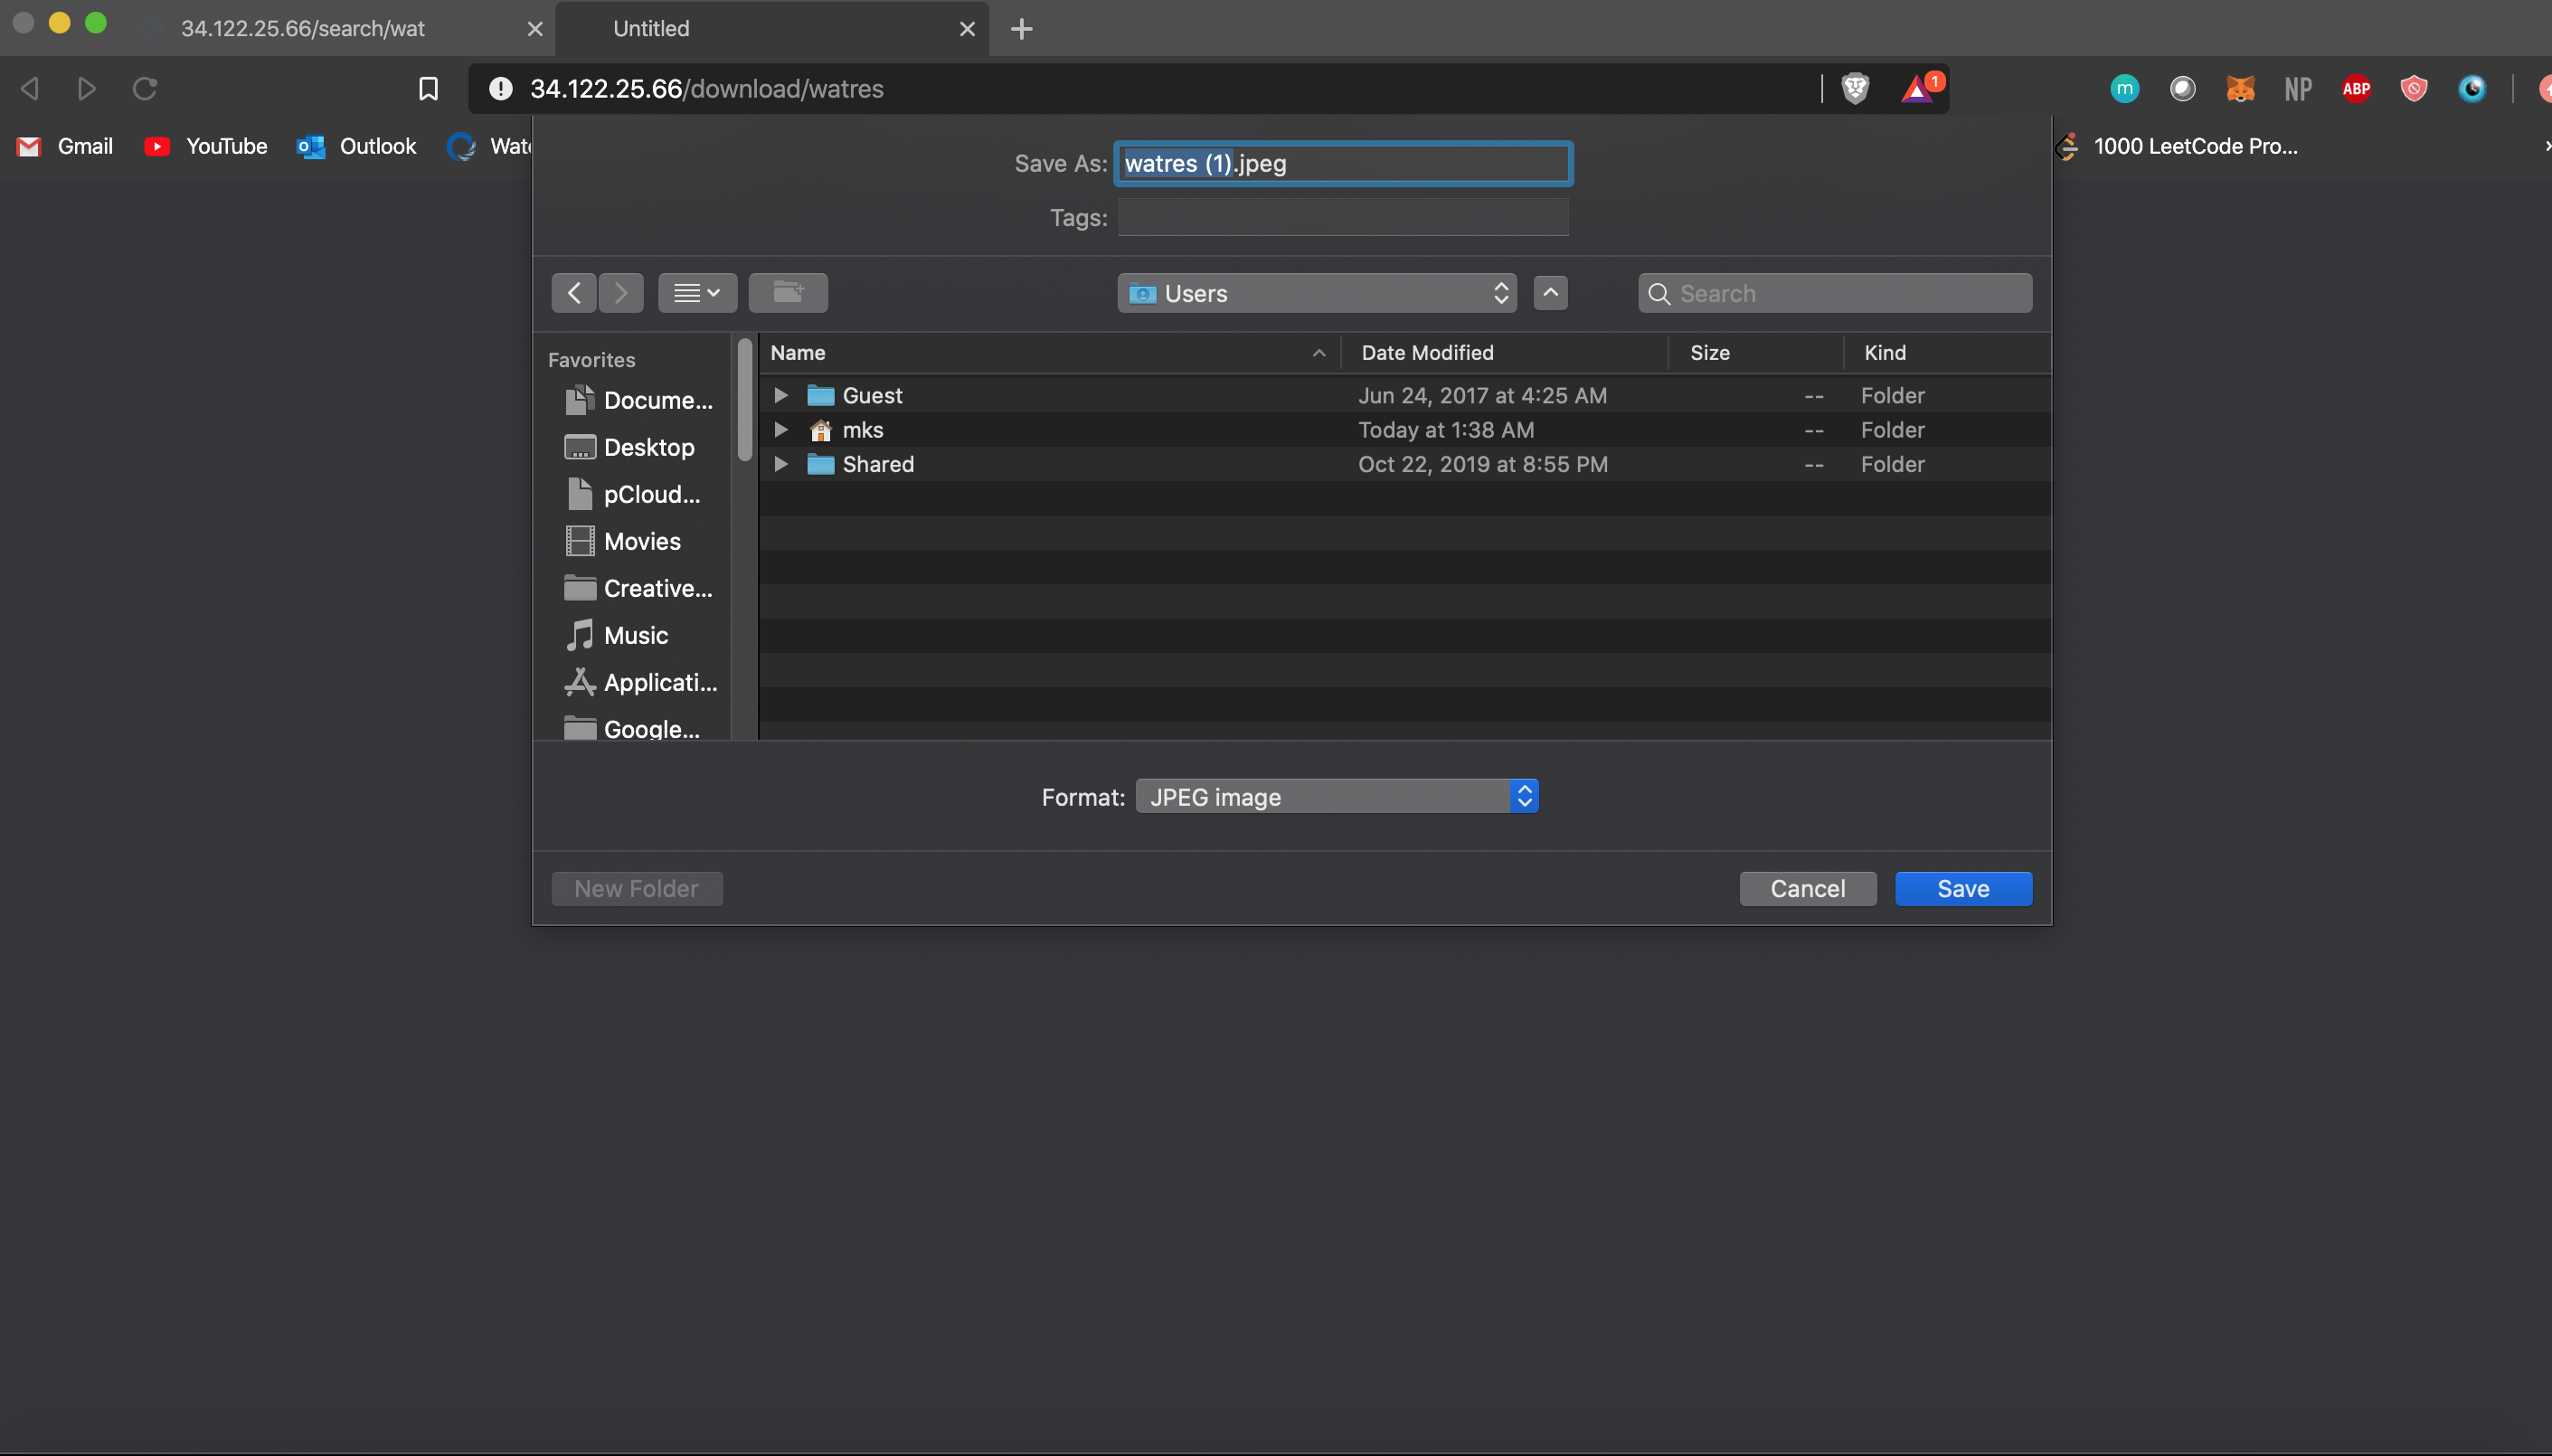 34.122.25.66/search/wat
Untitled
34.122.25.66/download/watres
1
m
NP
ABP
Gmail
YouTube
Outlook
1000 LeetCode Pro...
Save As: watres (1).jpeg
Tags:
Users
Search
Favorites
Docume...
Desktop
pCloud...
Movies
Creative...
Music
Applicati...
Google...
Name Date Modified Size Kind
Guest Jun 24, 2017 at 4:25 AM -- Folder
mks Today at 1:38 AM -- Folder
Shared Oct 22, 2019 at 8:55 PM -- Folder
Format: JPEG image
New Folder Cancel Save